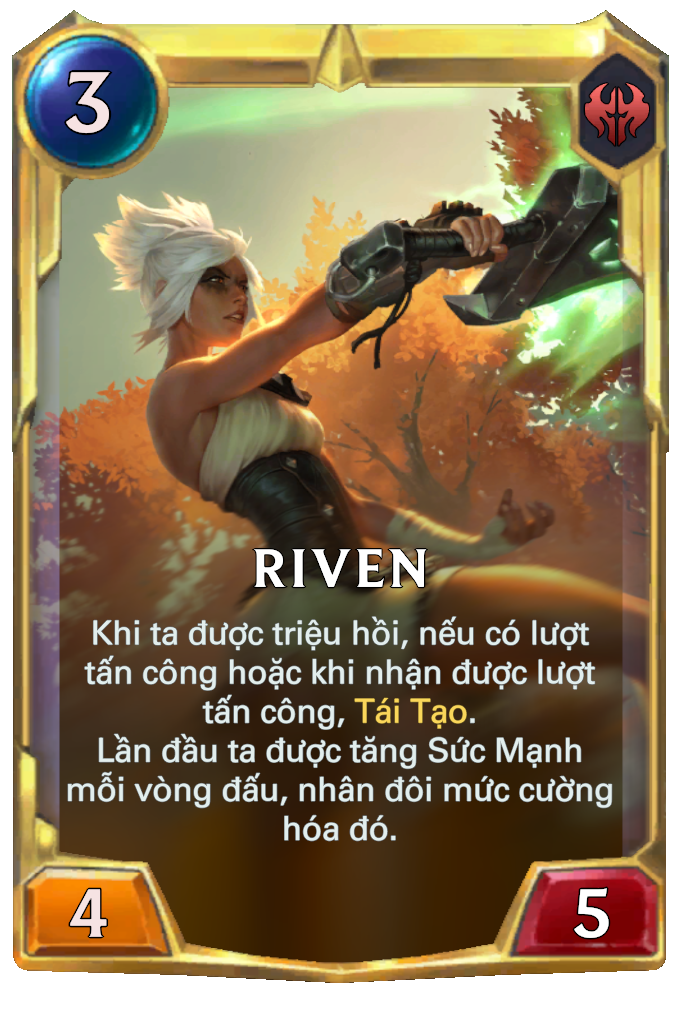 3
RIVEN
Khi ta được triệu hồi, nếu có lượt
tấn công hoặc khi nhận được lượt
tấn công, Tái Tạo.
Lần đầu ta được tăng Sức Mạnh
mỗi vòng đấu, nhân đôi mức cường
hóa đó.
4
5